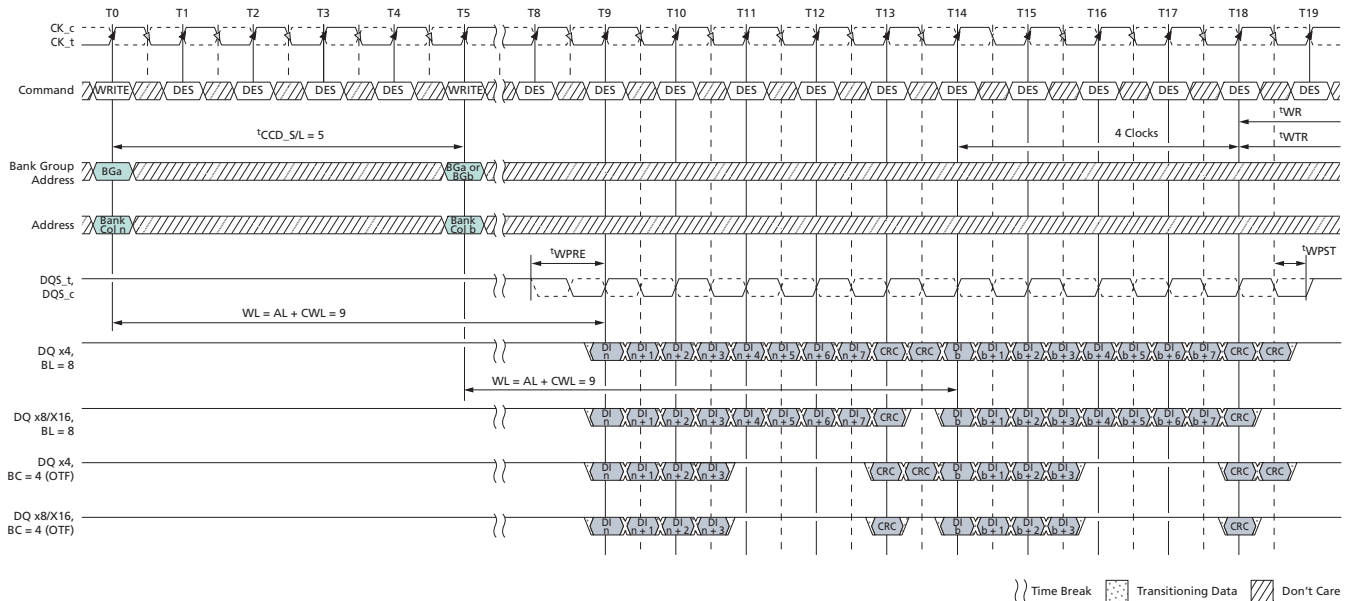 T0 T1 T2 T3 T4 T5 T8 T9 T10 T11 T12 T13 T14 T15 T16 T17 T18 T19
CK_c
CK_t
Command WRITE DES DES DES DES WRITE DES DES DES DES DES DES DES DES DES DES DES DES
tWR
tCCD_S/L = 5 4 Clocks tWTR
Bank Group
Address
BGa
BGa or
BGb
Address
Bank
Col n
Bank
Col b
tWPRE tWPST
DQS_t,
DQS_c
WL = AL + CWL = 9
DQ x4,
BL = 8
DI n DI n + 1 DI n + 2 DI n + 3 DI n + 4 DI n + 5 DI n + 6 DI n + 7 CRC CRC DI b DI b + 1 DI b + 2 DI b + 3 DI b + 4 DI b + 5 DI b + 6 DI b + 7 CRC CRC
WL = AL + CWL = 9
DQ x8/X16,
BL = 8
DI n DI n + 1 DI n + 2 DI n + 3 DI n + 4 DI n + 5 DI n + 6 DI n + 7 CRC DI b DI b + 1 DI b + 2 DI b + 3 DI b + 4 DI b + 5 DI b + 6 DI b + 7 CRC
DQ x4,
BC = 4 (OTF)
DI n DI n + 1 DI n + 2 DI n + 3 CRC CRC DI b DI b + 1 DI b + 2 DI b + 3 CRC CRC
DQ x8/X16,
BC = 4 (OTF)
DI n DI n + 1 DI n + 2 DI n + 3 CRC DI b DI b + 1 DI b + 2 DI b + 3 CRC
Time Break Transitioning Data Don't Care